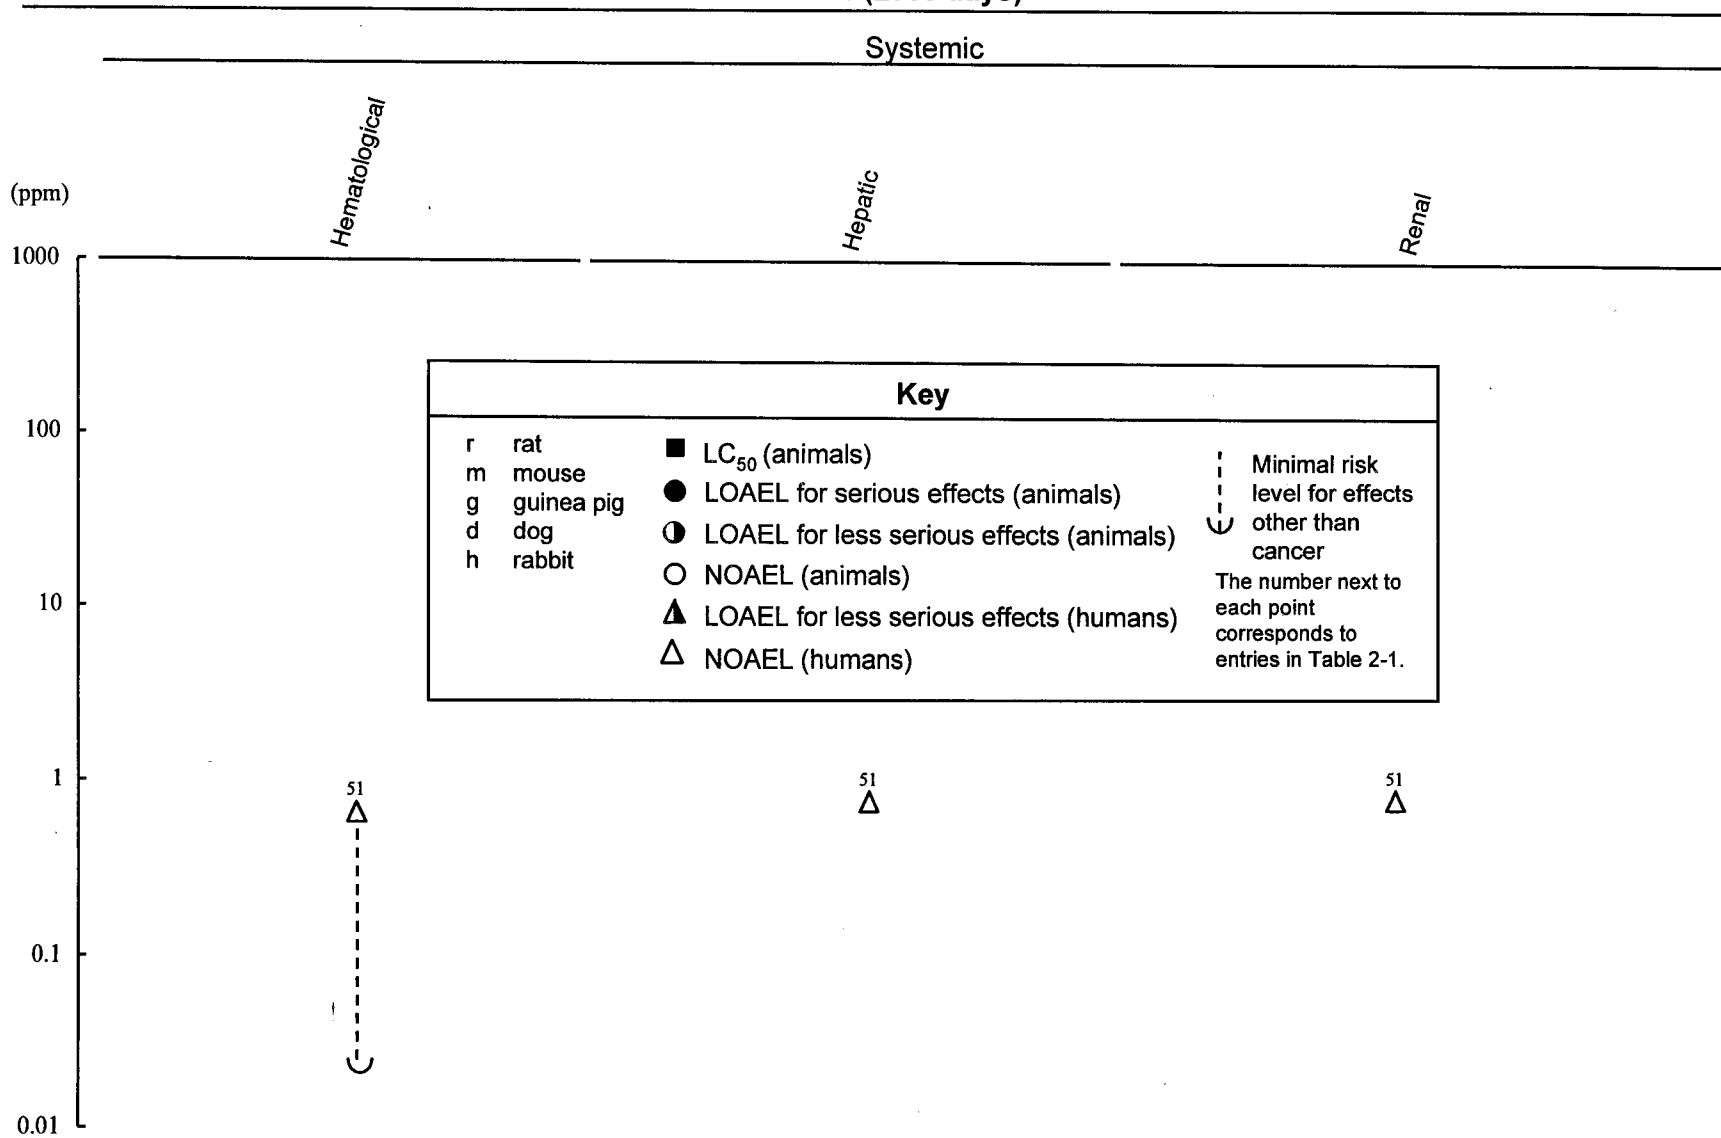 Systemic
Hematological
Hepatic
Renal
(ppm)
1000
100
10
1
0.1
0.01
Key
r rat
m mouse
g guinea pig
d dog
h rabbit
LC50 (animals)
LOAEL for serious effects (animals)
LOAEL for less serious effects (animals)
NOAEL (animals)
LOAEL for less serious effects (humans)
NOAEL (humans)
Minimal risk
level for effects
other than
cancer
The number next to
each point
corresponds to
entries in Table 2-1.
51
51
51